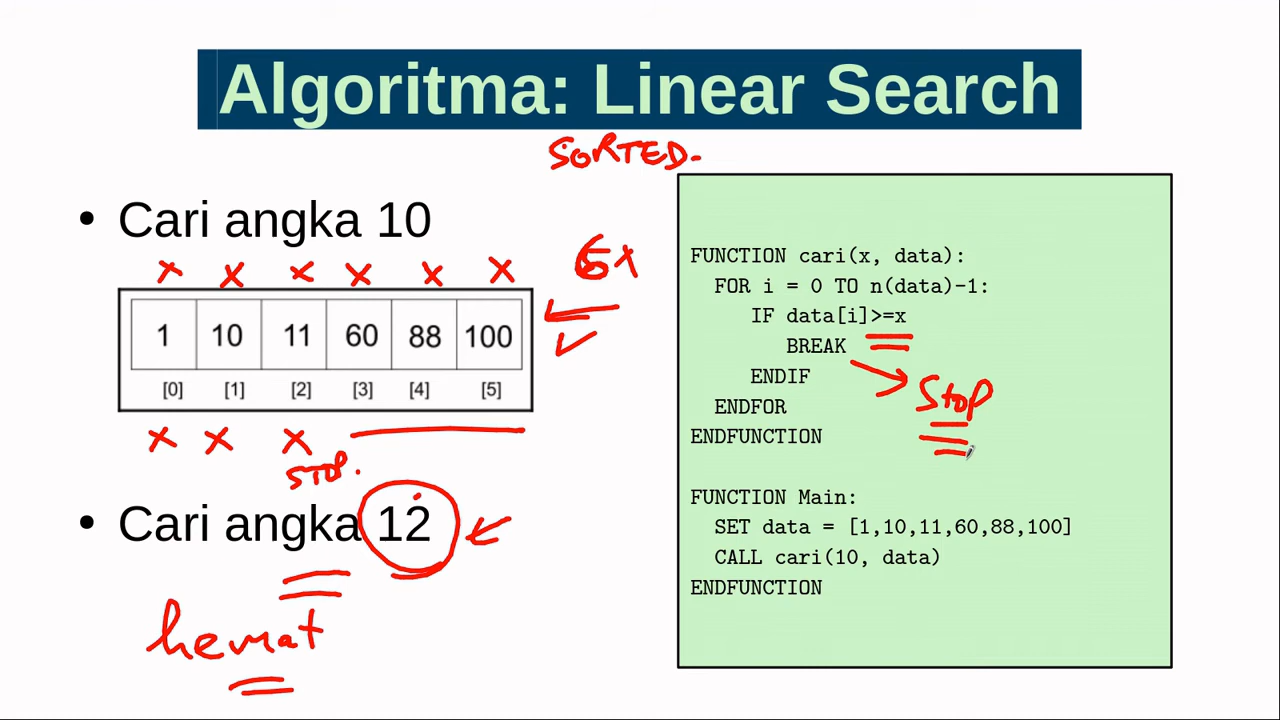 Algoritma: Linear Search
SORTED.
• Cari angka 10
x x x x x x 6x
1 10 11 60 88 100
[0] [1] [2] [3] [4] [5]
x x x
STOP.
• Cari angka 12
hemat
FUNCTION cari(x, data):
FOR i = 0 TO n(data)-1:
IF data[i]>=x
BREAK
Stop
ENDIF
ENDFOR
ENDFUNCTION
FUNCTION Main:
SET data = [1,10,11,60,88,100]
CALL cari(10, data)
ENDFUNCTION